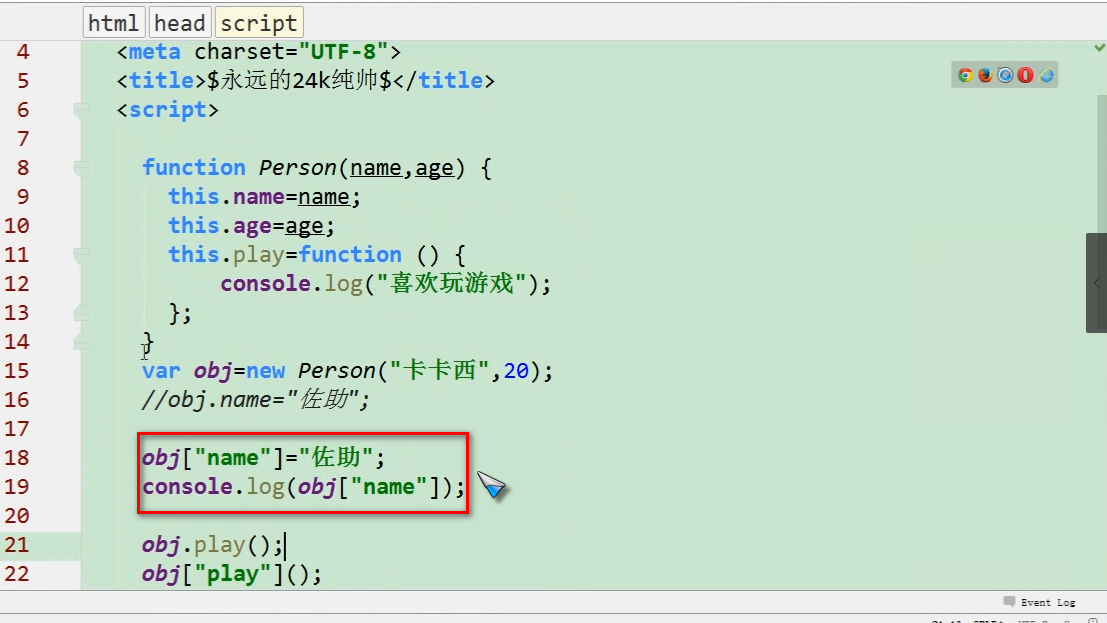 html head script
4 <meta charset="UTF-8">
5 <title>$永远的24k纯帅$</title>
6 <script>
7
8 function Person(name,age) {
9 this.name=name;
10 this.age=age;
11 this.play=function () {
12 console.log("喜欢玩游戏");
13 };
14 }
15 var obj=new Person("卡卡西",20);
16 //obj.name="佐助";
17
18 obj["name"]="佐助";
19 console.log(obj["name"]);
20
21 obj.play();
22 obj["play"]();
Event Log